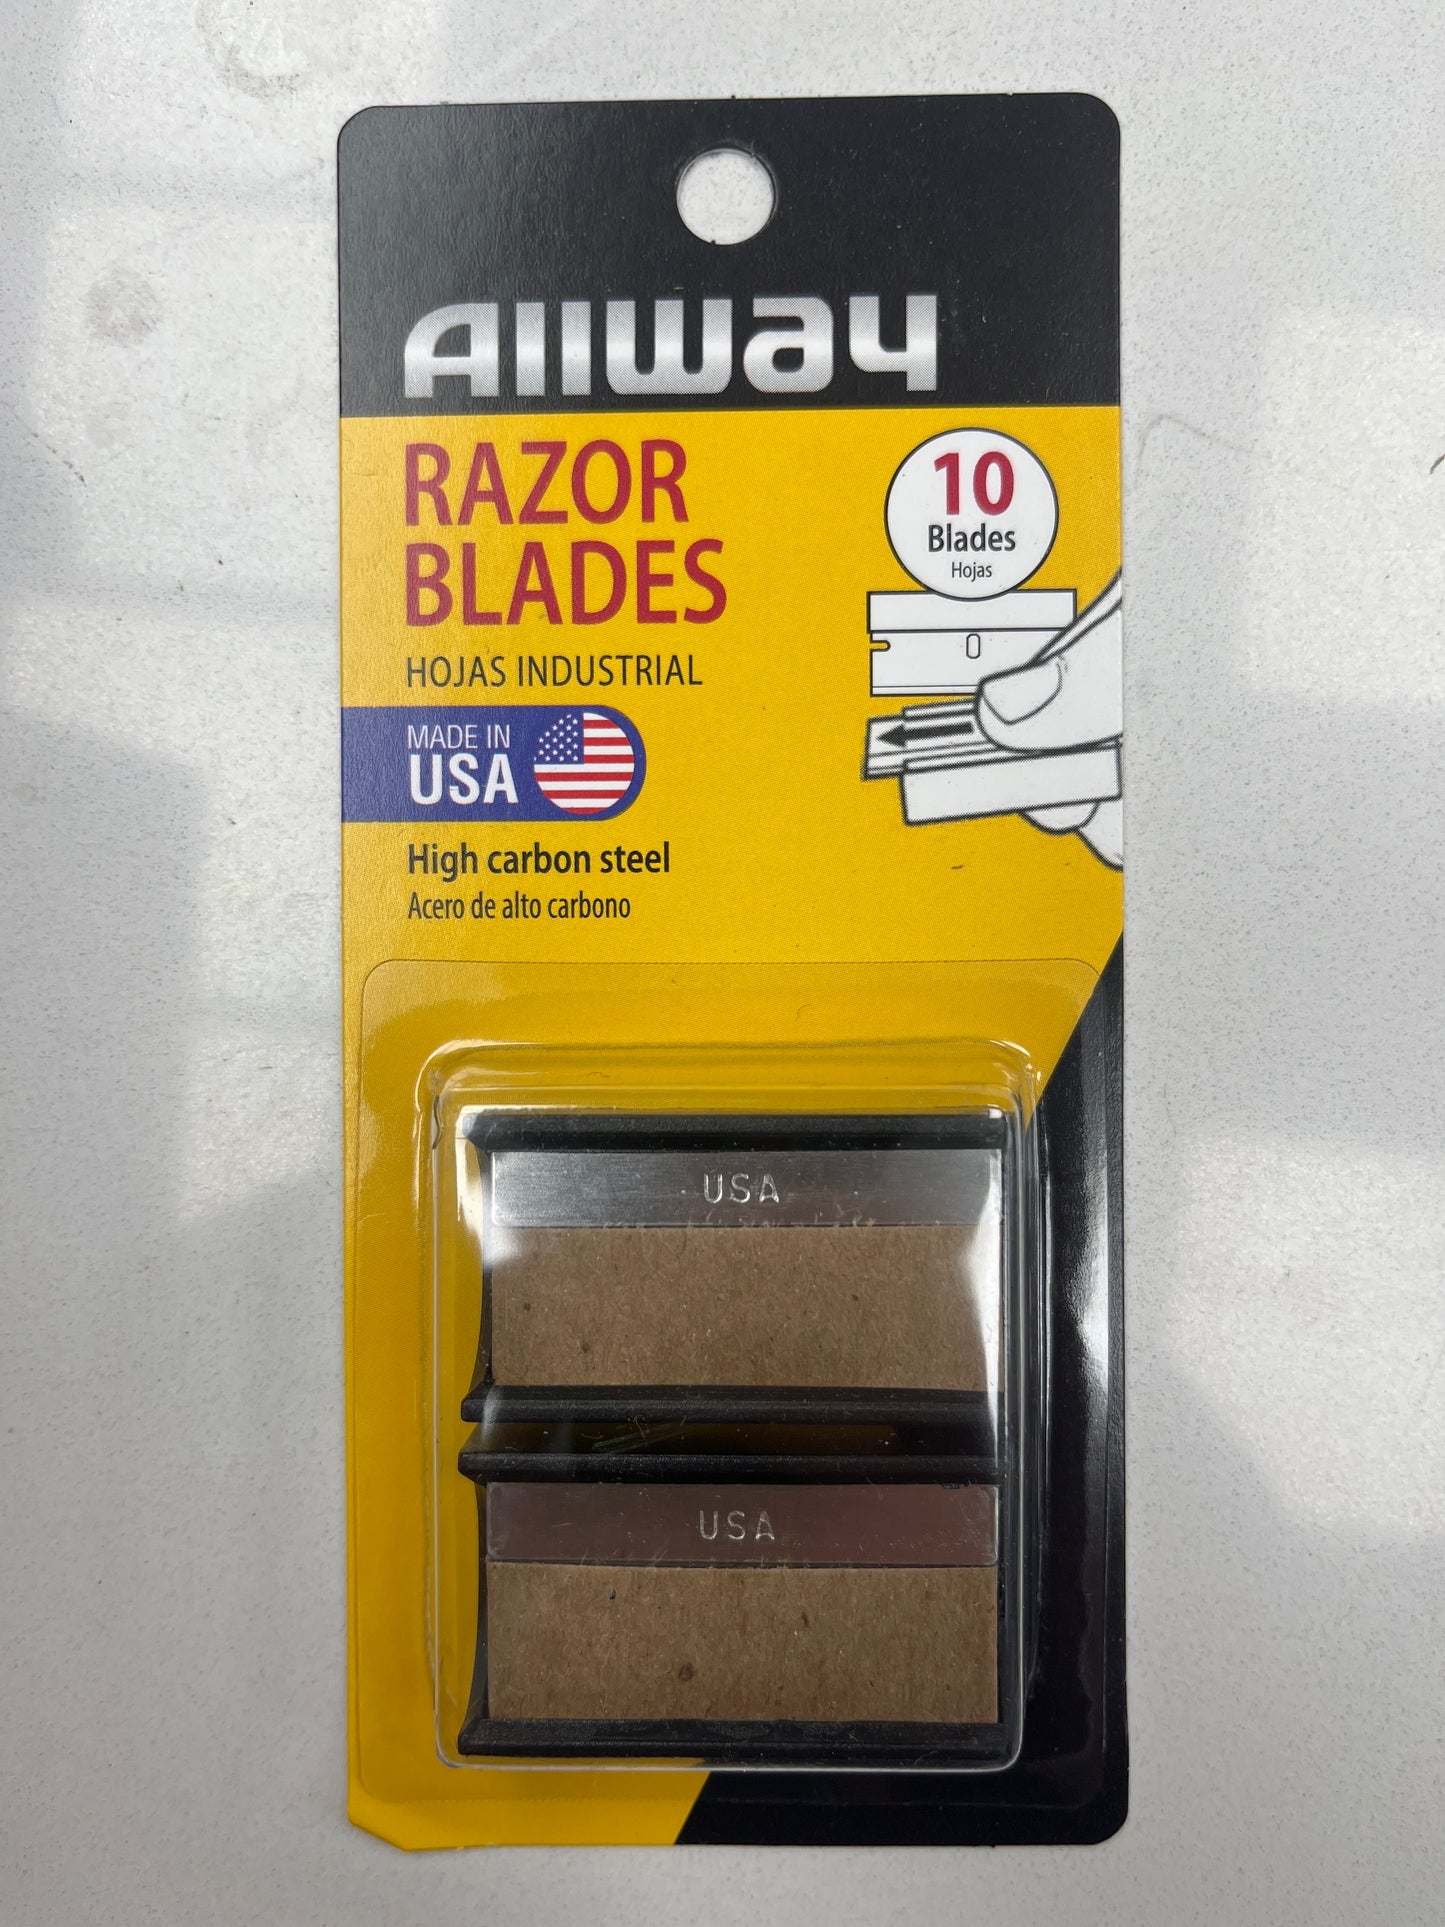 Allway
RAZOR
BLADES
HOJAS INDUSTRIAL
10
Blades
Hojas
MADE IN
USA
High carbon steel
Acero de alto carbono
USA
USA